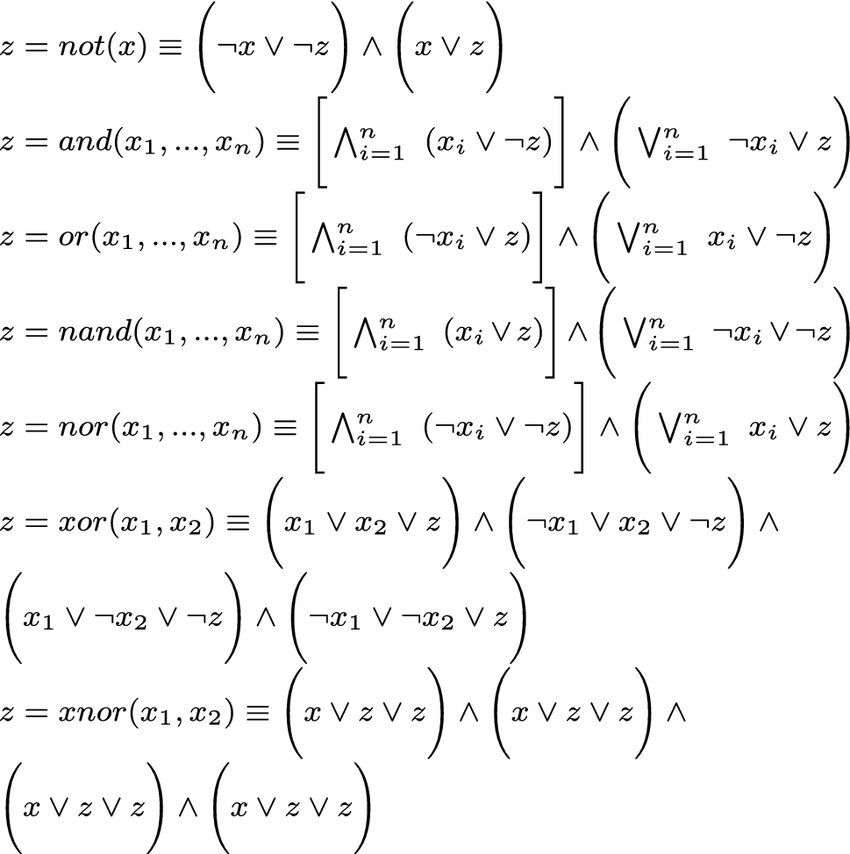 z = not(x) ≡ (¬x ∨ ¬z) ∧ (x ∨ z)
z = and(x₁, ..., xₙ) ≡ [⋀ⁿᵢ₌₁ (xᵢ ∨ ¬z)] ∧ (⋁ⁿᵢ₌₁ ¬xᵢ ∨ z)
z = or(x₁, ..., xₙ) ≡ [⋀ⁿᵢ₌₁ (¬xᵢ ∨ z)] ∧ (⋁ⁿᵢ₌₁ xᵢ ∨ ¬z)
z = nand(x₁, ..., xₙ) ≡ [⋀ⁿᵢ₌₁ (xᵢ ∨ z)] ∧ (⋁ⁿᵢ₌₁ ¬xᵢ ∨ ¬z)
z = nor(x₁, ..., xₙ) ≡ [⋀ⁿᵢ₌₁ (¬xᵢ ∨ ¬z)] ∧ (⋁ⁿᵢ₌₁ xᵢ ∨ z)
z = xor(x₁, x₂) ≡ (x₁ ∨ x₂ ∨ z) ∧ (¬x₁ ∨ x₂ ∨ ¬z) ∧
(x₁ ∨ ¬x₂ ∨ ¬z) ∧ (¬x₁ ∨ ¬x₂ ∨ z)
z = xnor(x₁, x₂) ≡ (x ∨ z ∨ z) ∧ (x ∨ z ∨ z) ∧
(x ∨ z ∨ z) ∧ (x ∨ z ∨ z)